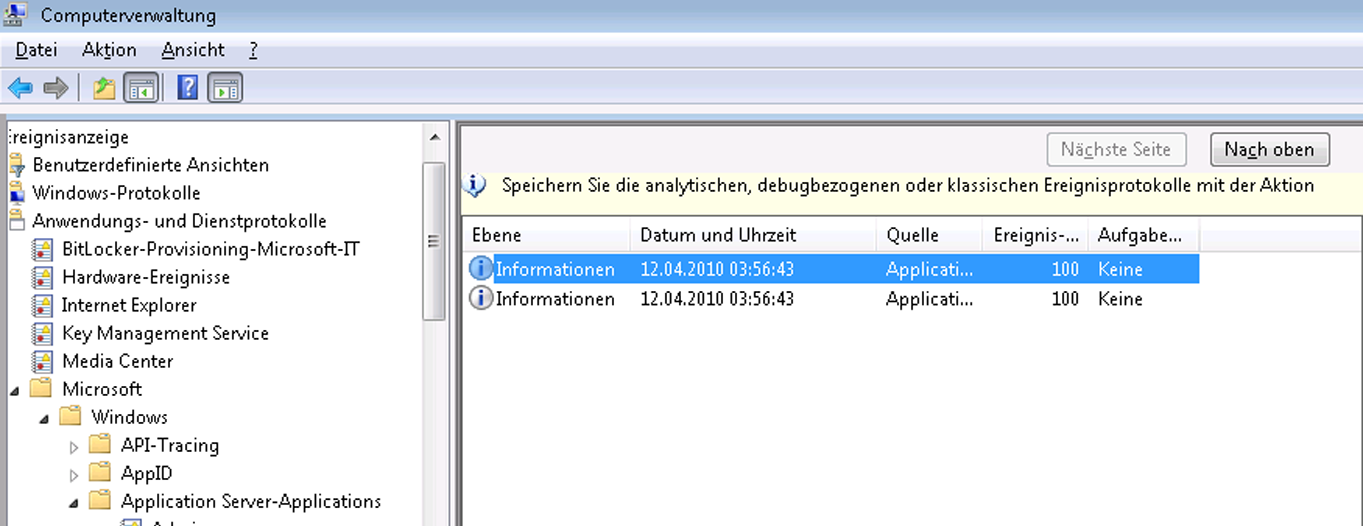 Computerverwaltung
Datei Aktion Ansicht ?
:reignisanzeige
Benutzerdefinierte Ansichten
Windows-Protokolle
Anwendungs- und Dienstprotokolle
BitLocker-Provisioning-Microsoft-IT
Hardware-Ereignisse
Internet Explorer
Key Management Service
Media Center
Microsoft
Windows
API-Tracing
AppID
Application Server-Applications
Nächste Seite Nach oben
Speichern Sie die analytischen, debugbezogenen oder klassischen Ereignisprotokolle mit der Aktion
Ebene Datum und Uhrzeit Quelle Ereignis-... Aufgabe...
Informationen 12.04.2010 03:56:43 Applicati... 100 Keine
Informationen 12.04.2010 03:56:43 Applicati... 100 Keine